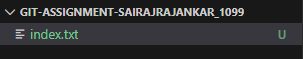 GIT-ASSIGNMENT-SAIRAJRAJANKAR_1099
index.txt U